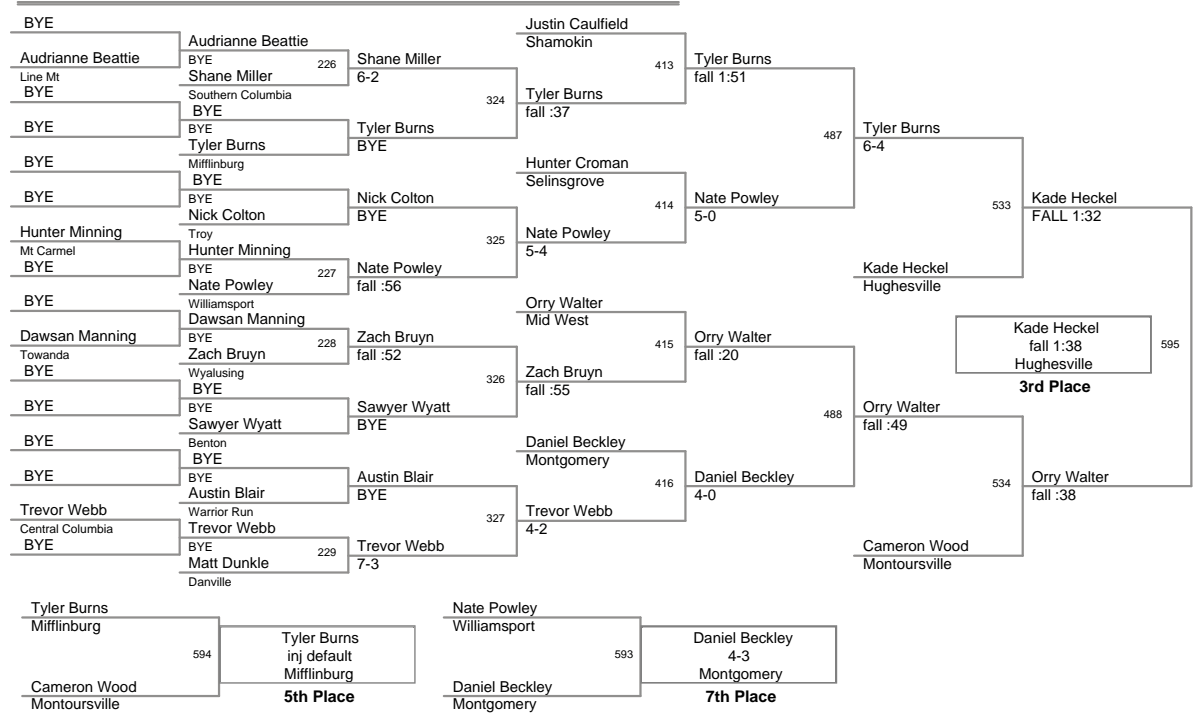 BYE
Audrianne Beattie
Line Mt
BYE
BYE
BYE
BYE
Hunter Minning
Mt Carmel
BYE
BYE
Dawsan Manning
Towanda
BYE
BYE
BYE
BYE
Trevor Webb
Central Columbia
BYE
Audrianne Beattie
BYE
226
Shane Miller
Southern Columbia
BYE
BYE
Tyler Burns
Mifflinburg
BYE
BYE
Nick Colton
Troy
Hunter Minning
BYE
227
Nate Powley
Williamsport
Dawsan Manning
BYE
228
Zach Bruyn
Wyalusing
BYE
BYE
Sawyer Wyatt
Benton
BYE
BYE
Austin Blair
Warrior Run
Trevor Webb
BYE
229
Matt Dunkle
Danville
Shane Miller
6-2
324
Tyler Burns
BYE
Nick Colton
BYE
325
Nate Powley
fall :56
Zach Bruyn
fall :52
326
Sawyer Wyatt
BYE
Austin Blair
BYE
327
Trevor Webb
7-3
Justin Caulfield
Shamokin
413
Tyler Burns
fall :37
Hunter Croman
Selinsgrove
414
Nate Powley
5-4
Orry Walter
Mid West
415
Zach Bruyn
fall :55
Daniel Beckley
Montgomery
416
Trevor Webb
4-2
Tyler Burns
fall 1:51
487
Nate Powley
5-0
Orry Walter
fall :20
488
Daniel Beckley
4-0
Tyler Burns
6-4
533
Kade Heckel
Hughesville
Orry Walter
fall :49
534
Cameron Wood
Montoursville
Kade Heckel
FALL 1:32
Kade Heckel
fall 1:38
Hughesville
595
3rd Place
Orry Walter
fall :38
Tyler Burns
Mifflinburg
594
Cameron Wood
Montoursville
Tyler Burns
inj default
Mifflinburg
5th Place
Nate Powley
Williamsport
593
Daniel Beckley
Montgomery
Daniel Beckley
4-3
Montgomery
7th Place